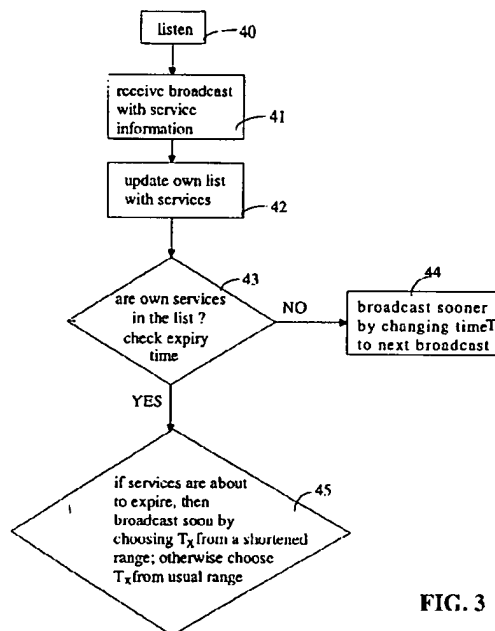 listen
40
receive broadcast
with service
information
41
update own list
with services
42
43
are own services
in the list ?
check expiry
time
NO
44
broadcast sooner
by changing time T
to next broadcast
YES
45
if services are about
to expire, then
broadcast soon by
choosing Tx from a shortened
range; otherwise choose
Tx from usual range
FIG. 3